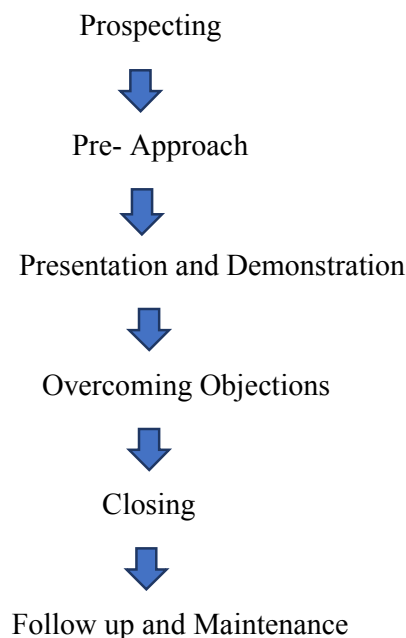 Prospecting
Pre- Approach
Presentation and Demonstration
Overcoming Objections
Closing
Follow up and Maintenance